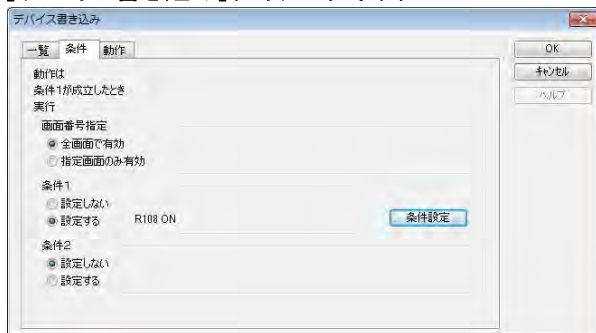 デバイス書き込み
一覧 条件 動作
OK
キャンセル
ヘルプ
動作は
条件1が成立したとき
実行
画面番号指定
全画面で有効
指定画面のみ有効
条件1
設定しない
設定する R108 ON 条件設定
条件2
設定しない
設定する